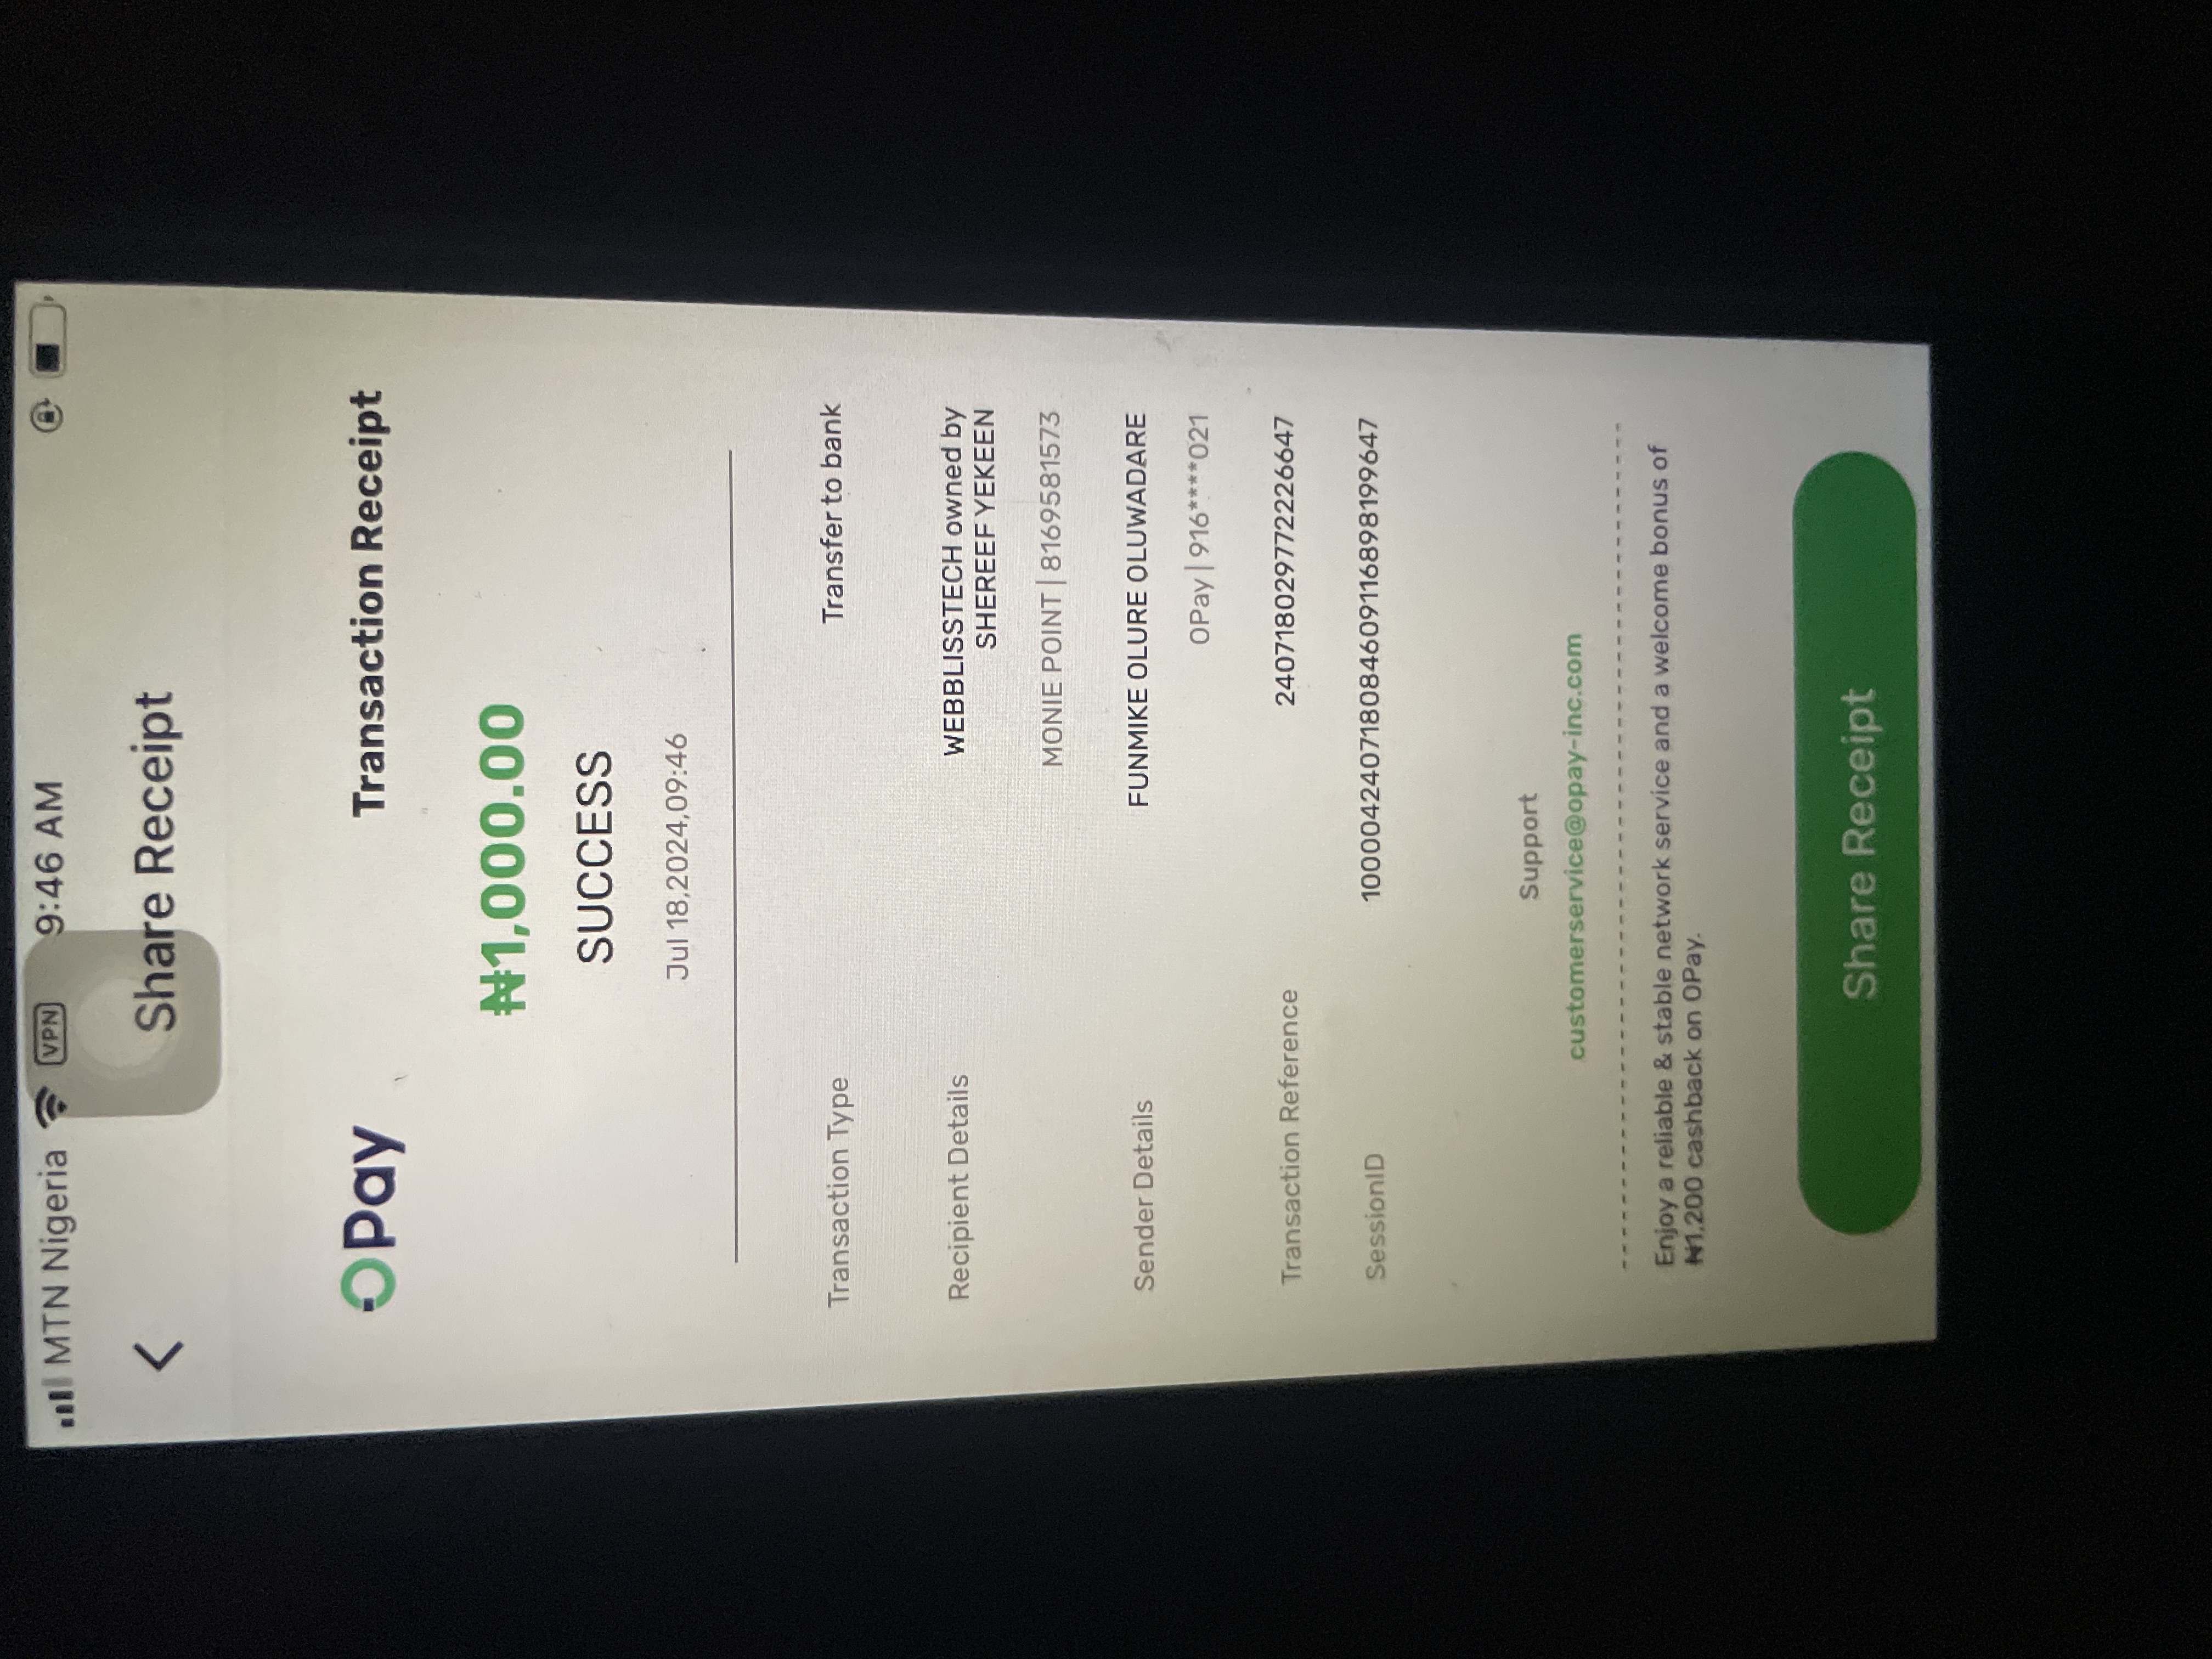 MTN Nigeria VPN 9:46 AM
Share Receipt
OPay Transaction Receipt
₦1,000.00
SUCCESS
Jul 18,2024,09:46
Transaction Type Transfer to bank
Recipient Details WEBBLISSTECH owned by
SHEREEF YEKEEN
MONIE POINT | 8169581573
Sender Details FUNMIKE OLURE OLUWADARE
OPay | 916****021
Transaction Reference 240718029772226647
SessionID 100004240718084609116898199647
Support
customerservice@opay-inc.com
Enjoy a reliable & stable network service and a welcome bonus of
₦1,200 cashback on OPay.
Share Receipt